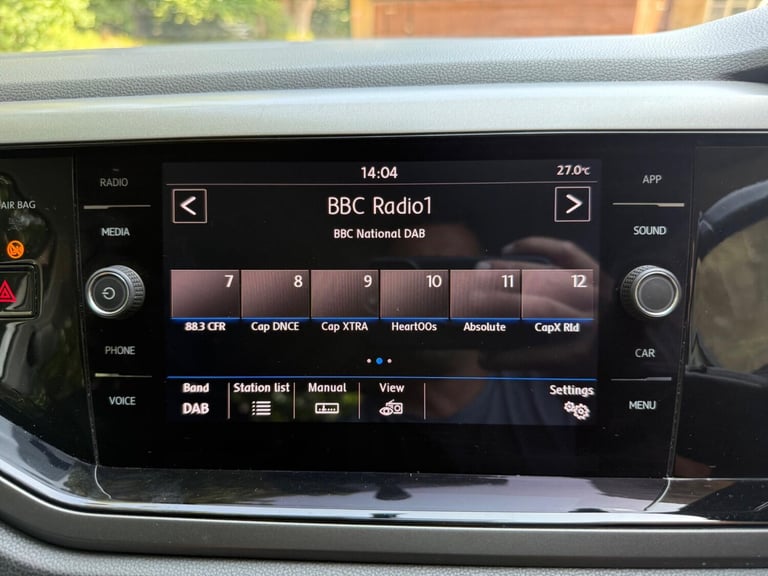 14:04
27.0°C
BBC Radio1
BBC National DAB
7 8 9 10 11 12
88.3 CFR Cap DNCE Cap XTRA Heart00s Absolute CapX Rld
Band Station list Manual View Settings
DAB
RADIO
MEDIA
PHONE
VOICE
APP
SOUND
CAR
MENU
AIR BAG